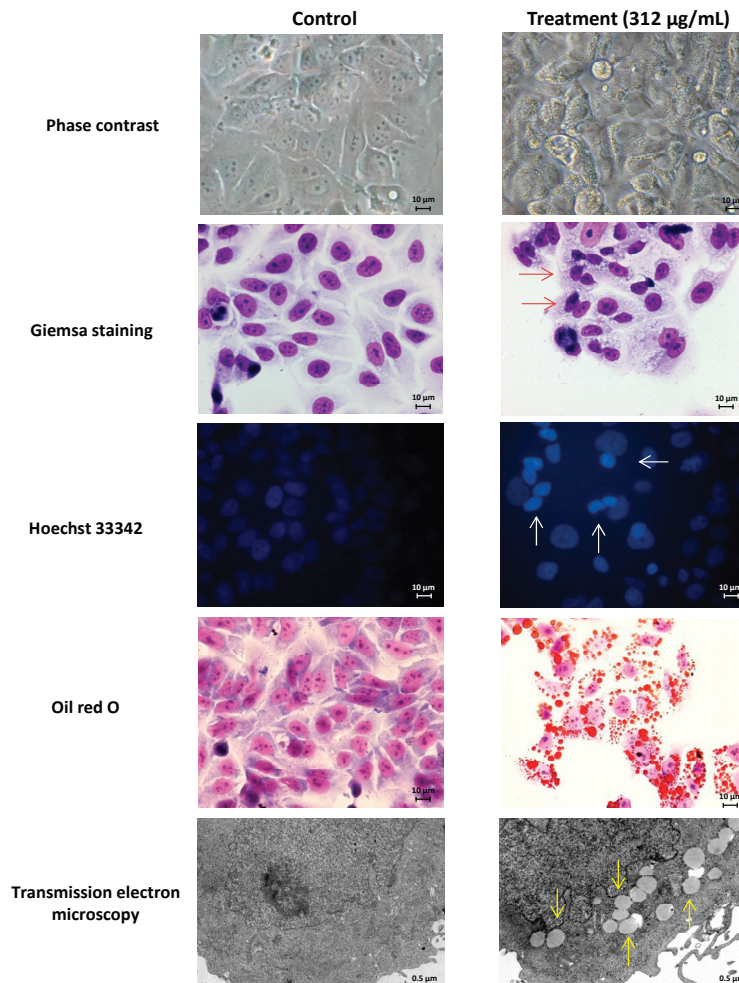 Control
Treatment (312 µg/mL)
Phase contrast
10 µm
10 µm
Giemsa staining
10 µm
10 µm
Hoechst 33342
10 µm
10 µm
Oil red O
10 µm
10 µm
Transmission electron
microscopy
0.5 µm
0.5 µm